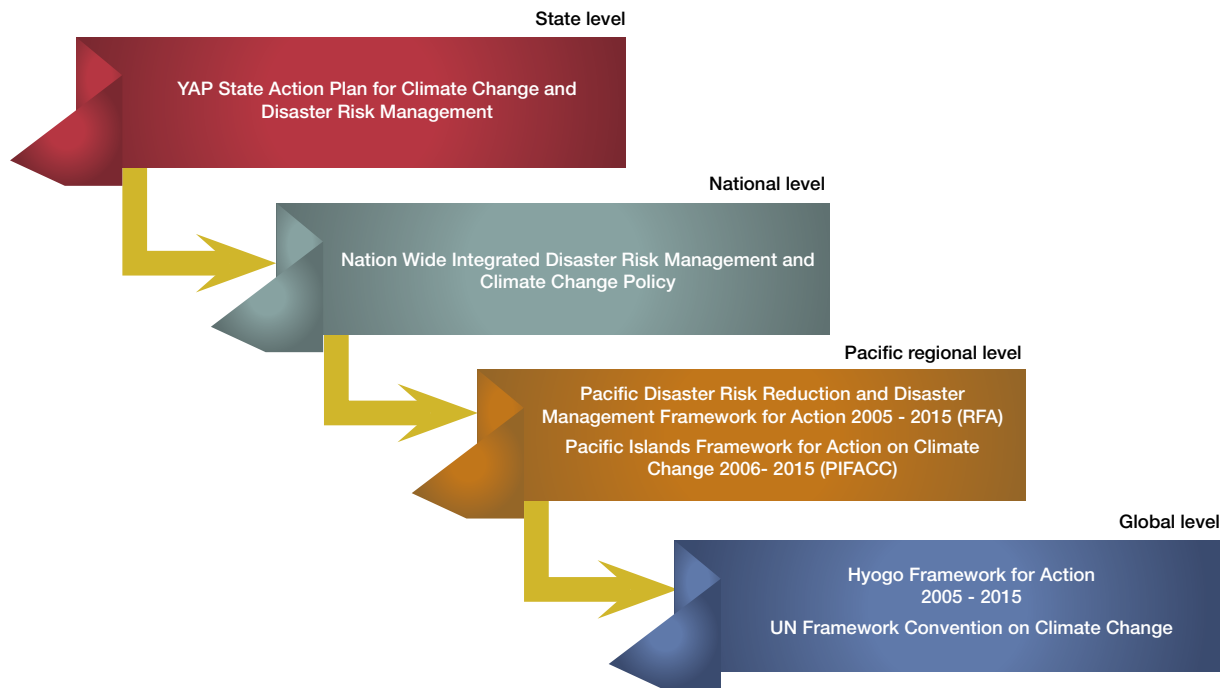 State level
YAP State Action Plan for Climate Change and
Disaster Risk Management
National level
Nation Wide Integrated Disaster Risk Management and
Climate Change Policy
Pacific regional level
Pacific Disaster Risk Reduction and Disaster
Management Framework for Action 2005 - 2015 (RFA)
Pacific Islands Framework for Action on Climate
Change 2006- 2015 (PIFACC)
Global level
Hyogo Framework for Action
2005 - 2015
UN Framework Convention on Climate Change